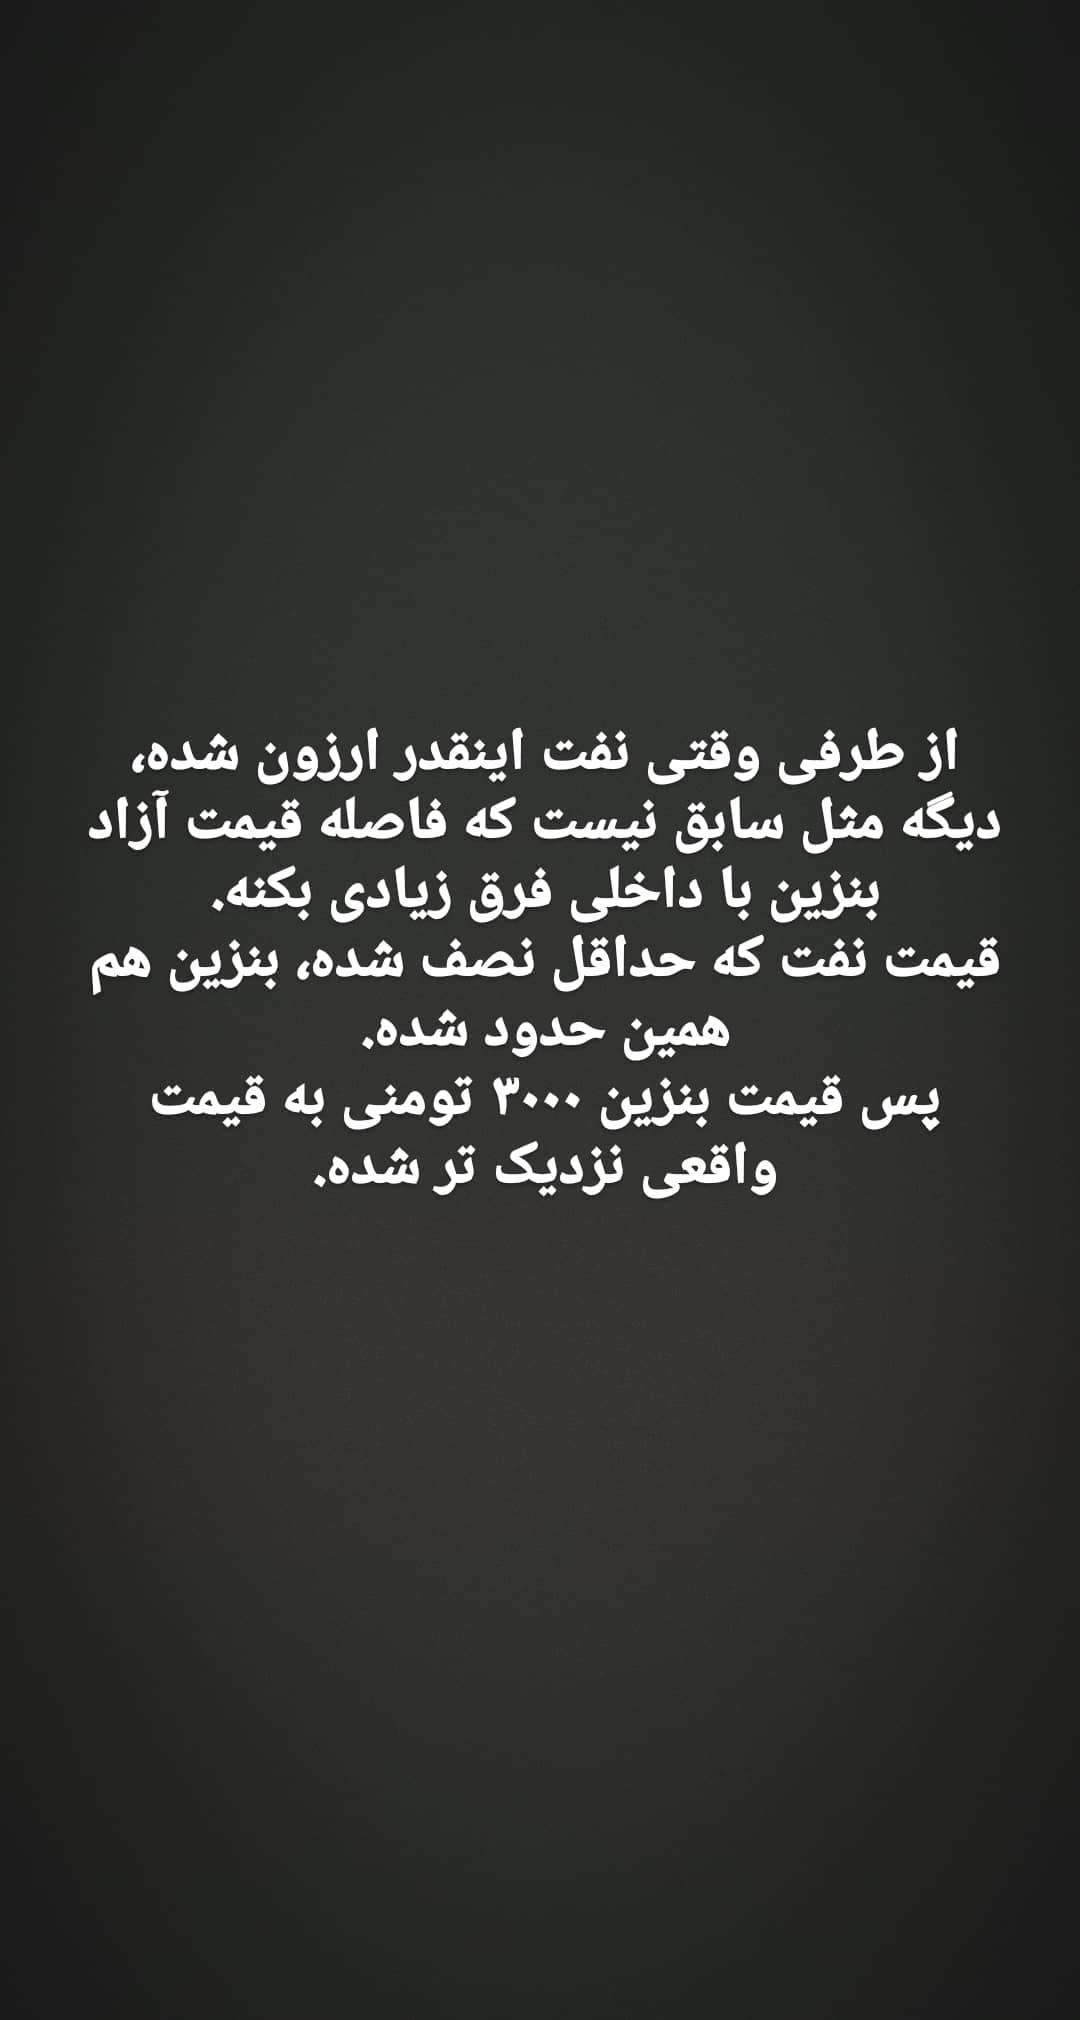 از طرفی وقتی نفت اینقدر ارزون شده،
دیگه مثل سابق نیست که فاصله قیمت آزاد
بنزین با داخلی فرق زیادی بکنه.
قیمت نفت که حداقل نصف شده، بنزین هم
همین حدود شده.
پس قیمت بنزین ۳۰۰۰ تومنی به قیمت
واقعی نزدیک تر شده.